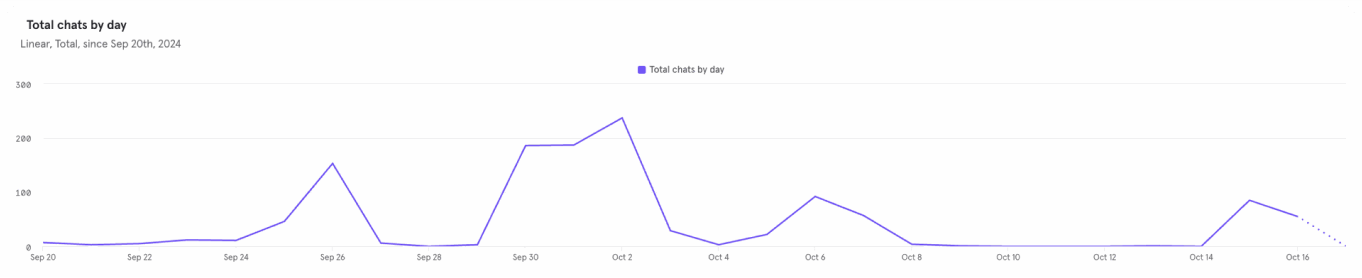 Total chats by day
Linear, Total, since Sep 20th, 2024
Total chats by day
300
200
100
0
Sep 20 Sep 22 Sep 24 Sep 26 Sep 28 Sep 30 Oct 2 Oct 4 Oct 6 Oct 8 Oct 10 Oct 12 Oct 14 Oct 16